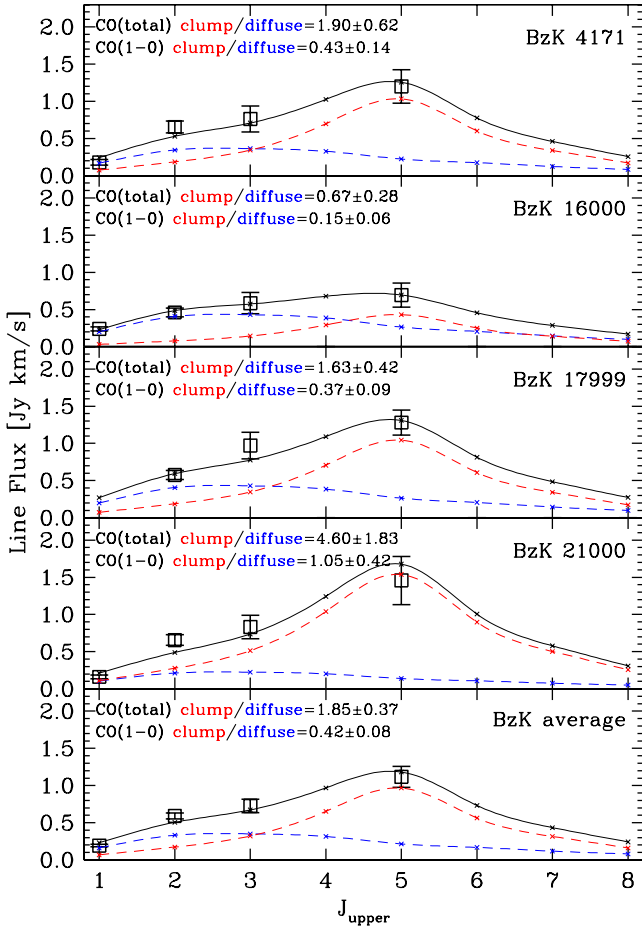 CO(total) clump/diffuse=1.90±0.62
BzK 4171
CO(1-0) clump/diffuse=0.43±0.14
2.0
1.5
1.0
0.5
0.0
CO(total) clump/diffuse=0.67±0.28
BzK 16000
CO(1-0) clump/diffuse=0.15±0.06
2.0
1.5
1.0
0.5
0.0
CO(total) clump/diffuse=1.63±0.42
BzK 17999
CO(1-0) clump/diffuse=0.37±0.09
2.0
1.5
1.0
0.5
0.0
Line Flux [Jy km/s]
CO(total) clump/diffuse=4.60±1.83
BzK 21000
CO(1-0) clump/diffuse=1.05±0.42
2.0
1.5
1.0
0.5
0.0
CO(total) clump/diffuse=1.85±0.37
BzK average
CO(1-0) clump/diffuse=0.42±0.08
2.0
1.5
1.0
0.5
0.0
1 2 3 4 5 6 7 8
J_upper